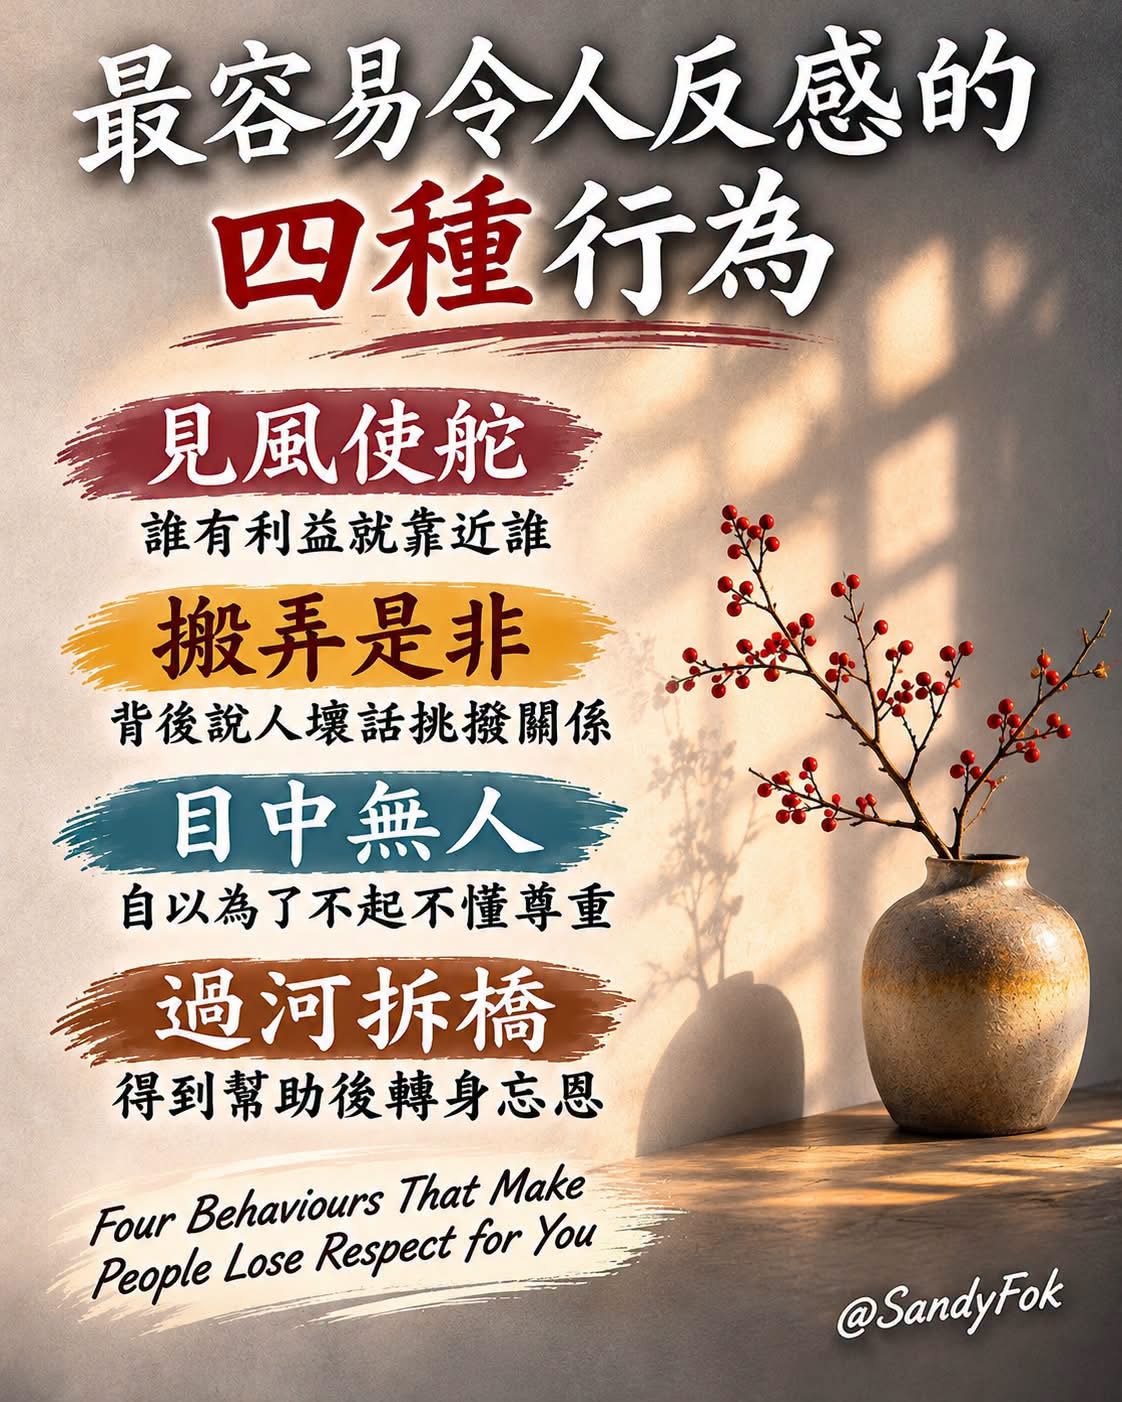 最容易令人反感的
四種行為
見風使舵
誰有利益就靠近誰
搬弄是非
背後說人壞話挑撥關係
目中無人
自以為了不起不懂尊重
過河拆橋
得到幫助後轉身忘恩
Four Behaviours That Make
People Lose Respect for You
@SandyFok